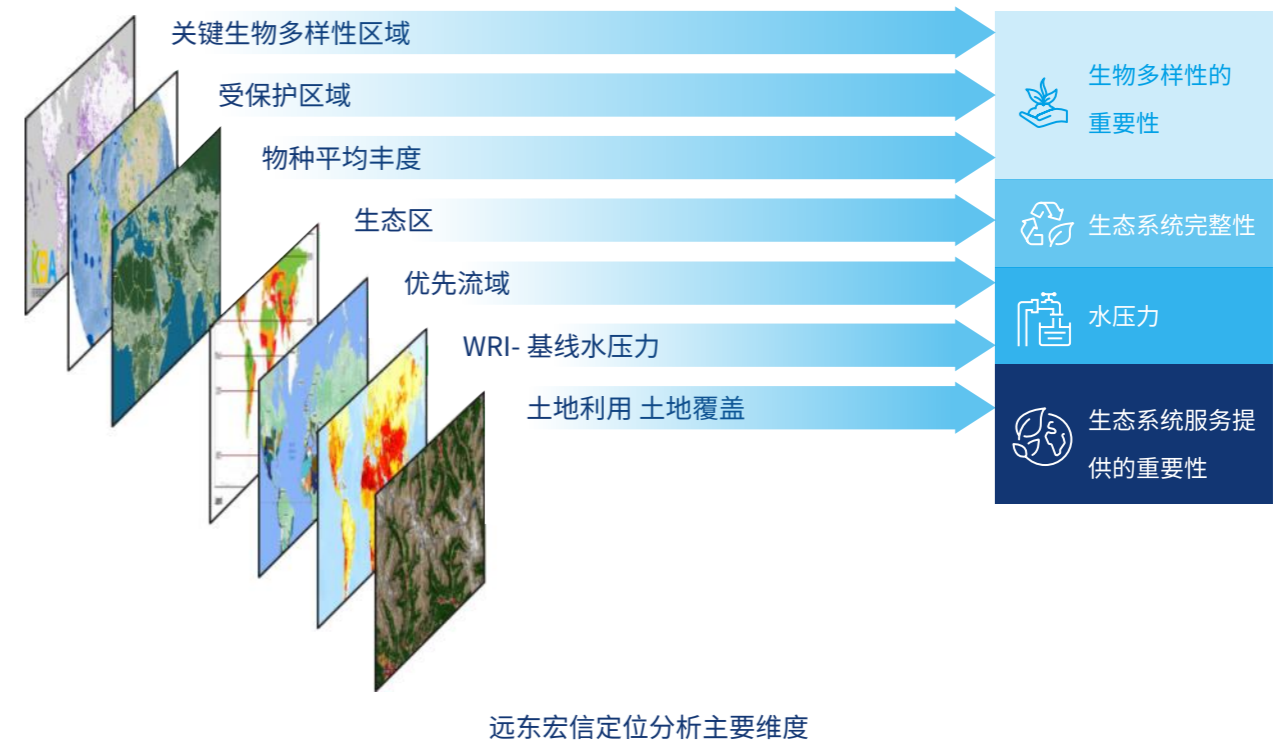 关键生物多样性区域
受保护区域
物种平均丰度
生态区
优先流域
WRI- 基线水压力
土地利用 土地覆盖
生物多样性的
重要性
生态系统完整性
水压力
生态系统服务提
供的重要性
KBA
远东宏信定位分析主要维度